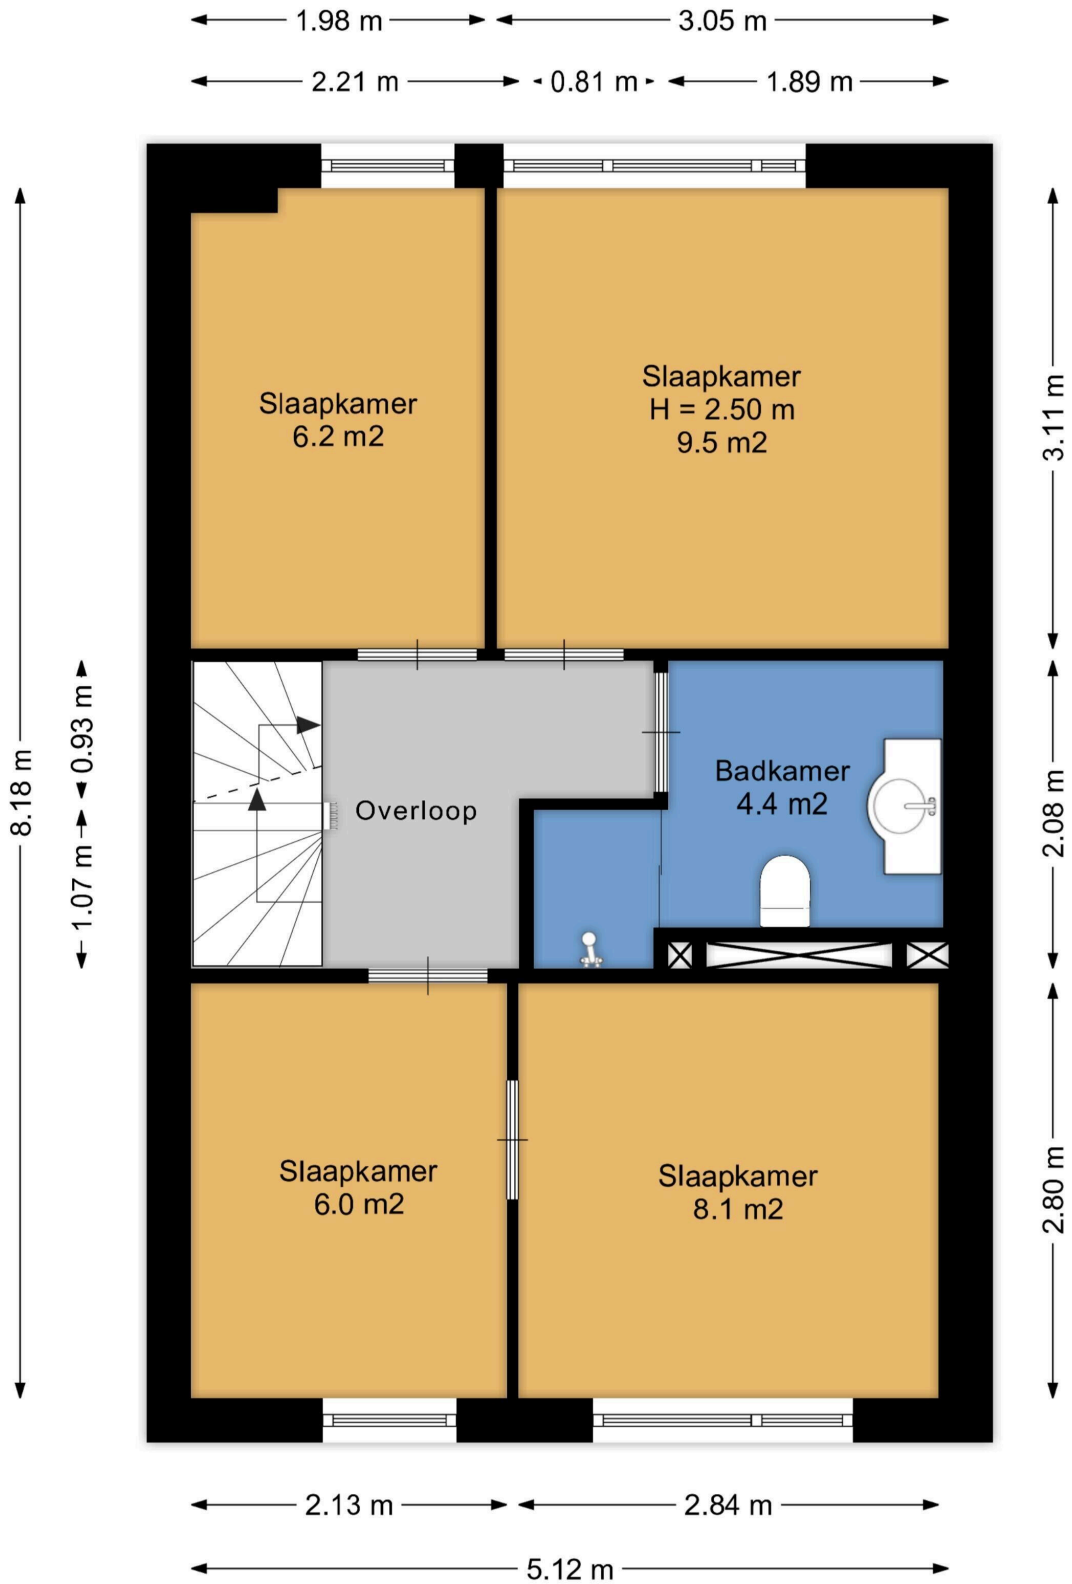 1.98 m
3.05 m
2.21 m
0.81 m
1.89 m
Slaapkamer
6.2 m2
Slaapkamer
H = 2.50 m
9.5 m2
3.11 m
8.18 m
0.93 m
1.07 m
Overloop
Badkamer
4.4 m2
2.08 m
Slaapkamer
6.0 m2
Slaapkamer
8.1 m2
2.80 m
2.13 m
2.84 m
5.12 m